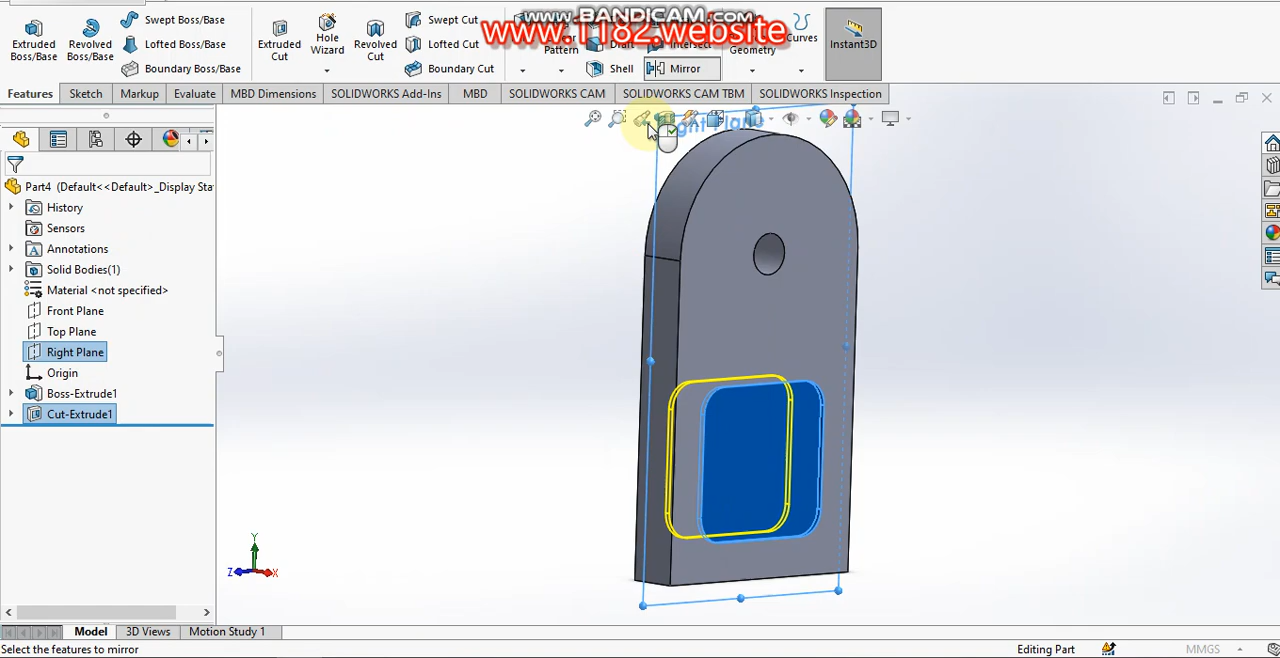 www.BANDICAM.com
www.1182.website
Extruded Boss/Base
Revolved Boss/Base
Swept Boss/Base
Lofted Boss/Base
Boundary Boss/Base
Extruded Cut
Hole Wizard
Revolved Cut
Swept Cut
Lofted Cut
Boundary Cut
Pattern
Draft
Shell
Intersect
Mirror
Geometry
Curves
Instant3D
Features
Sketch
Markup
Evaluate
MBD Dimensions
SOLIDWORKS Add-Ins
MBD
SOLIDWORKS CAM
SOLIDWORKS CAM TBM
SOLIDWORKS Inspection
Part4 (Default<<Default>_Display Sta
History
Sensors
Annotations
Solid Bodies(1)
Material <not specified>
Front Plane
Top Plane
Right Plane
Origin
Boss-Extrude1
Cut-Extrude1
Plane
Y
Z
X
Model
3D Views
Motion Study 1
Select the features to mirror
Editing Part
MMGS